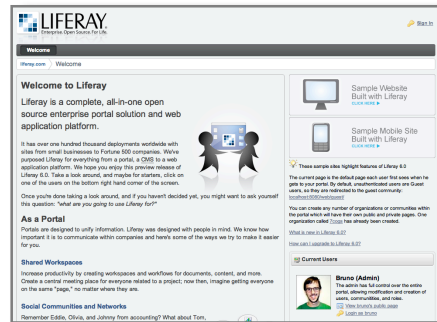 LIFERAY.
Enterprise. Open Source. For Life.
Sign In
Welcome
liferay.com
Welcome
Welcome to Liferay
Liferay is a complete, all-in-one open
source enterprise portal solution and web
application platform.
It has over one hundred thousand deployments worldwide with
sites from small businesses to Fortune 500 companies. We've
purposed Liferay for everything from a portal, a CMS to a web
application platform. We hope you enjoy this preview release of
Liferay 6.0. Take a look around, and maybe for starters, click on
one of the users on the bottom right hand corner of the screen.
Once you're done taking a look around, and if you haven't decided yet, you might want to ask yourself
this question: "what are you going to use Liferay for?"
As a Portal
Portals are designed to unify information. Liferay was designed with people in mind. We know how
important it is to communicate within companies and here's some of the ways we try to make it easier
for you.
Shared Workspaces
Increase productivity by creating workspaces and workflows for documents, content, and more.
Create a central meeting place for everyone related to a project; now then, imagine getting everyone
on the same "page," no matter where they are.
Social Communities and Networks
Remember Eddie, Olivia, and Johnny from accounting? What about Tom,
Sample Website
Built with Liferay
CLICK HERE
Sample Mobile Site
Built with Liferay
CLICK HERE
These sample sites highlight features of Liferay 6.0
The current page is the default page each user first sees when he
gets to your portal. By default, unauthenticated users are Guest
users, so they are redirected to the guest community:
localhost:8080/web/guest/
You can create any number of organizations or communities within
the portal which will have their own public and private pages. One
organization called 7cogs has already been created.
What is new in Liferay 6.0?
How can I upgrade to Liferay 6.0?
Current Users
Bruno (Admin)
The admin has full control over the entire
portal, allowing modification and creation of
users, communities, and roles.
View bruno's public page
Login as bruno